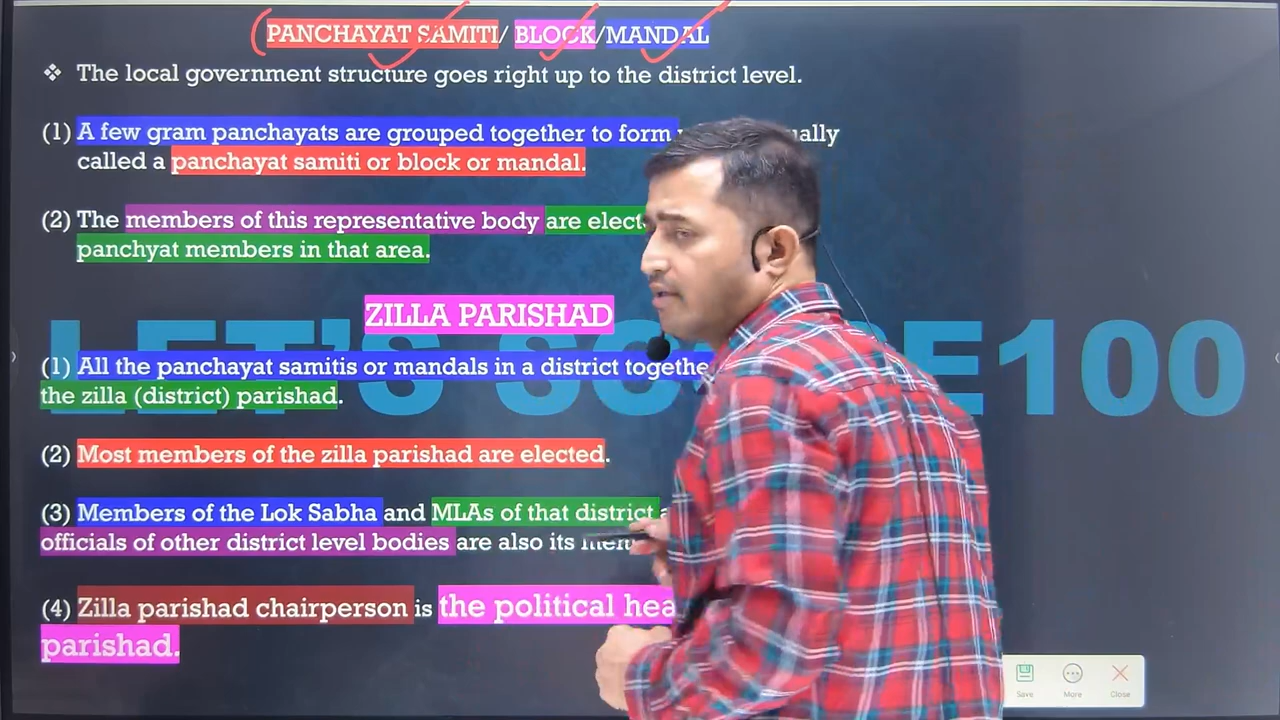 PANCHAYAT SAMITI/ BLOCK/MANDAL
❖ The local government structure goes right up to the district level.
(1) A few gram panchayats are grouped together to form
called a panchayat samiti or block or mandal.
(2) The members of this representative body are
panchyat members in that area.
ZILLA PARISHAD
(1) All the panchayat samitis or mandals in a district
the zilla (district) parishad.
(2) Most members of the zilla parishad are elected.
(3) Members of the Lok Sabha and MLAs of that district
officials of other district level bodies are also its
(4) Zilla parishad chairperson is the political
parishad.
LET'S 100
Save More Close